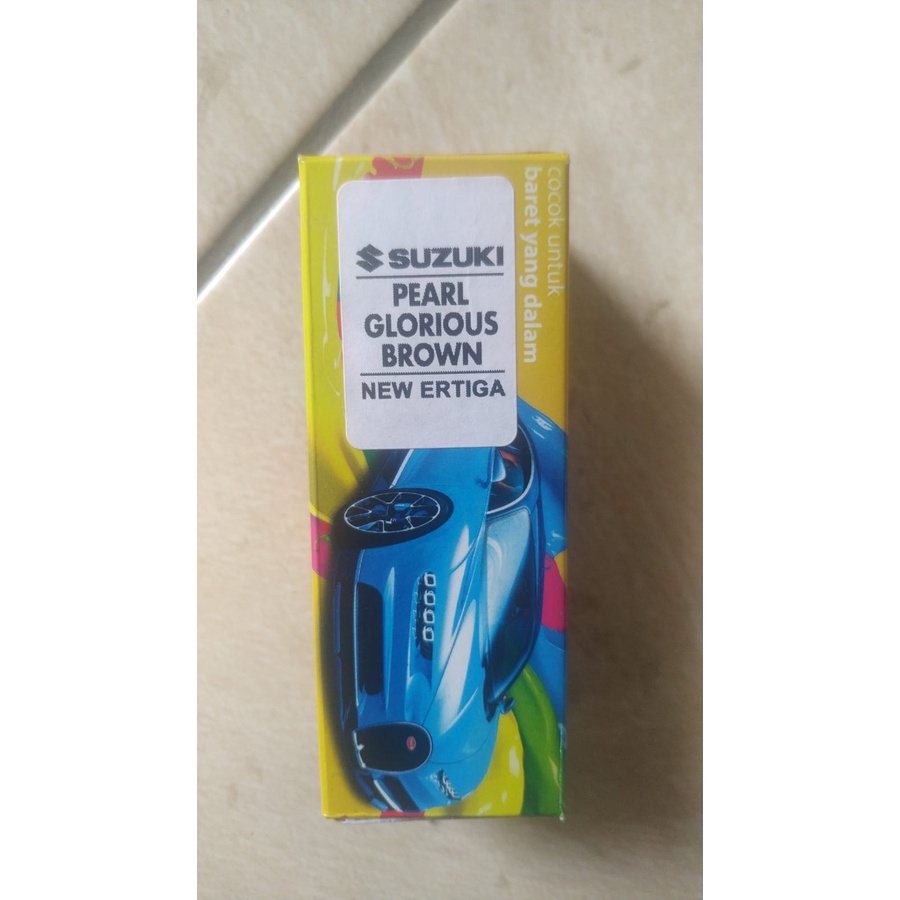 SUZUKI
PEARL
GLORIOUS
BROWN
NEW ERTIGA
cocok untuk
baret yang dalam